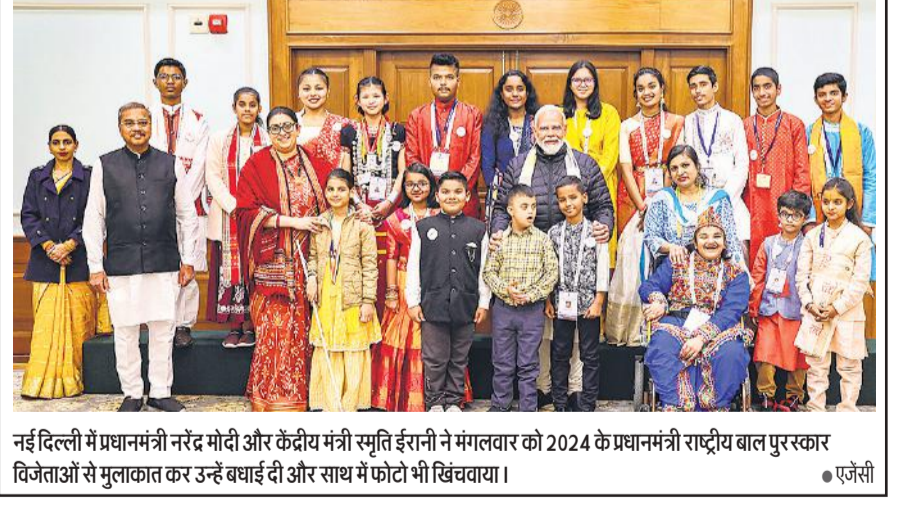 नई दिल्ली में प्रधानमंत्री नरेंद्र मोदी और केंद्रीय मंत्री स्मृति ईरानी ने मंगलवार को 2024 के प्रधानमंत्री राष्ट्रीय बाल पुरस्कार
विजेताओं से मुलाकात कर उन्हें बधाई दी और साथ में फोटो भी खिंचवाया।
● एजेंसी